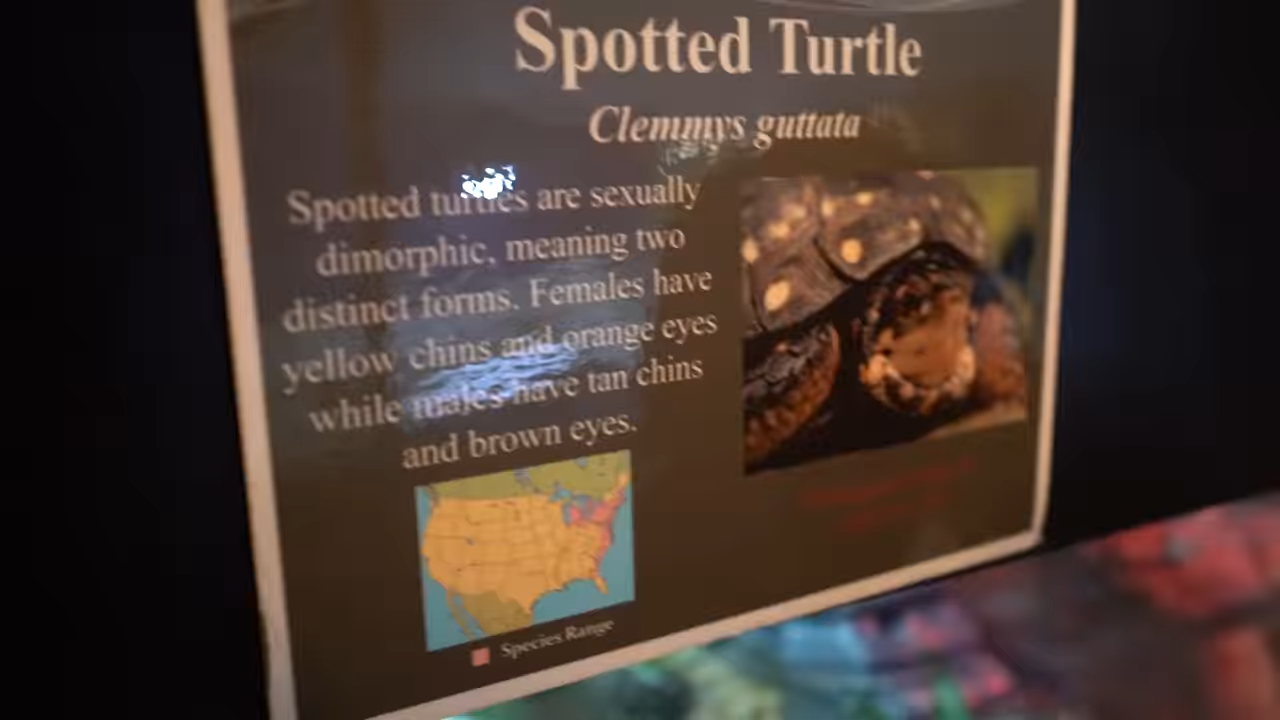 Spotted Turtle
Clemmys guttata
Spotted turtles are sexually
dimorphic, meaning two
distinct forms. Females have
yellow chins and orange eyes
while males have tan chins
and brown eyes.
Species Range